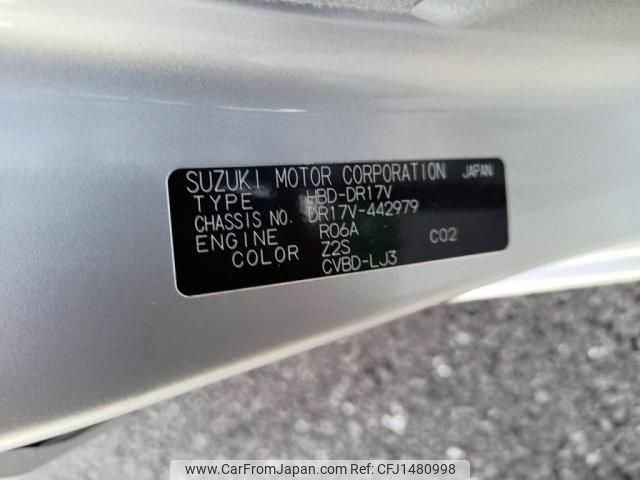 SUZUKI MOTOR CORPORATION JAPAN
TYPE HBD-DR17V
CHASSIS NO. DR17V-442979
ENGINE R06A
COLOR Z2S C02
CVBD-LJ3
www.CarFromJapan.com | ID: CFJ1480998